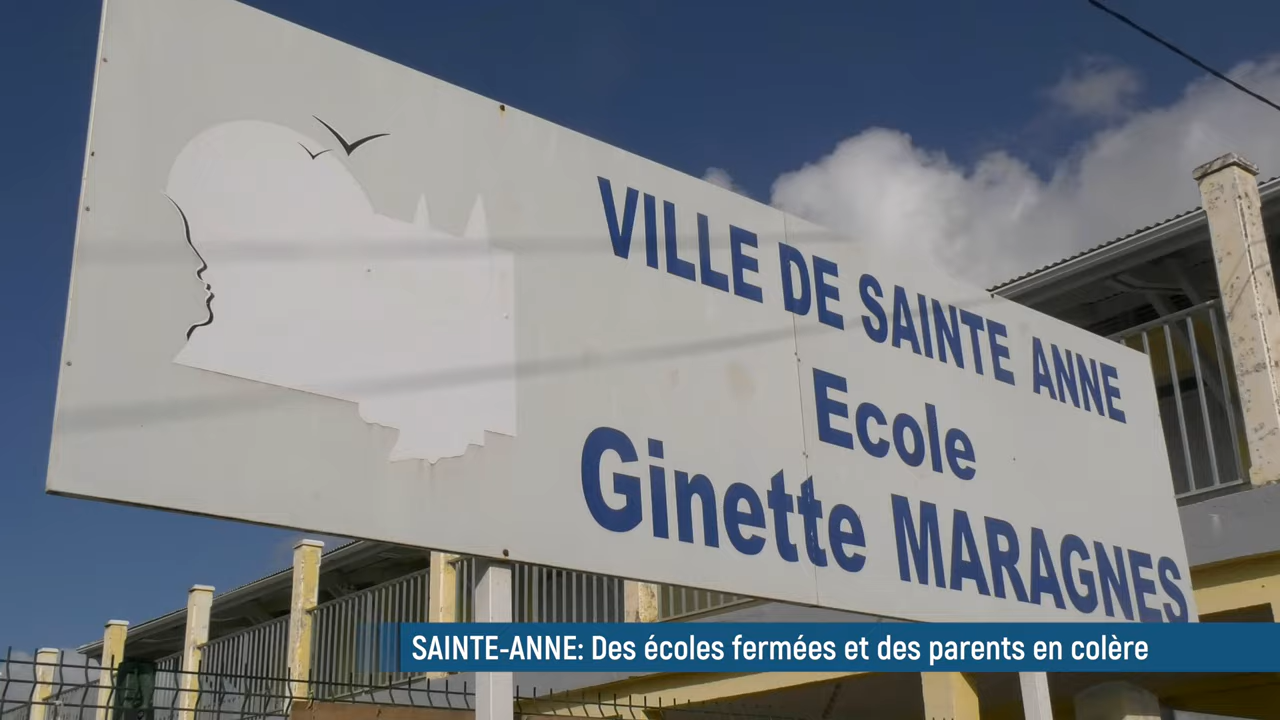 VILLE DE SAINTE ANNE
Ecole
Ginette MARAGNES
SAINTE-ANNE: Des écoles fermées et des parents en colère